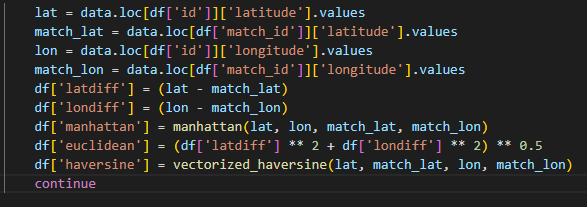 lat = data.loc[df['id']]['latitude'].values
match_lat = data.loc[df['match_id']]['latitude'].values
lon = data.loc[df['id']]['longitude'].values
match_lon = data.loc[df['match_id']]['longitude'].values
df['latdiff'] = (lat - match_lat)
df['londiff'] = (lon - match_lon)
df['manhattan'] = manhattan(lat, lon, match_lat, match_lon)
df['euclidean'] = (df['latdiff'] ** 2 + df['londiff'] ** 2) ** 0.5
df['haversine'] = vectorized_haversine(lat, match_lat, lon, match_lon)
continue